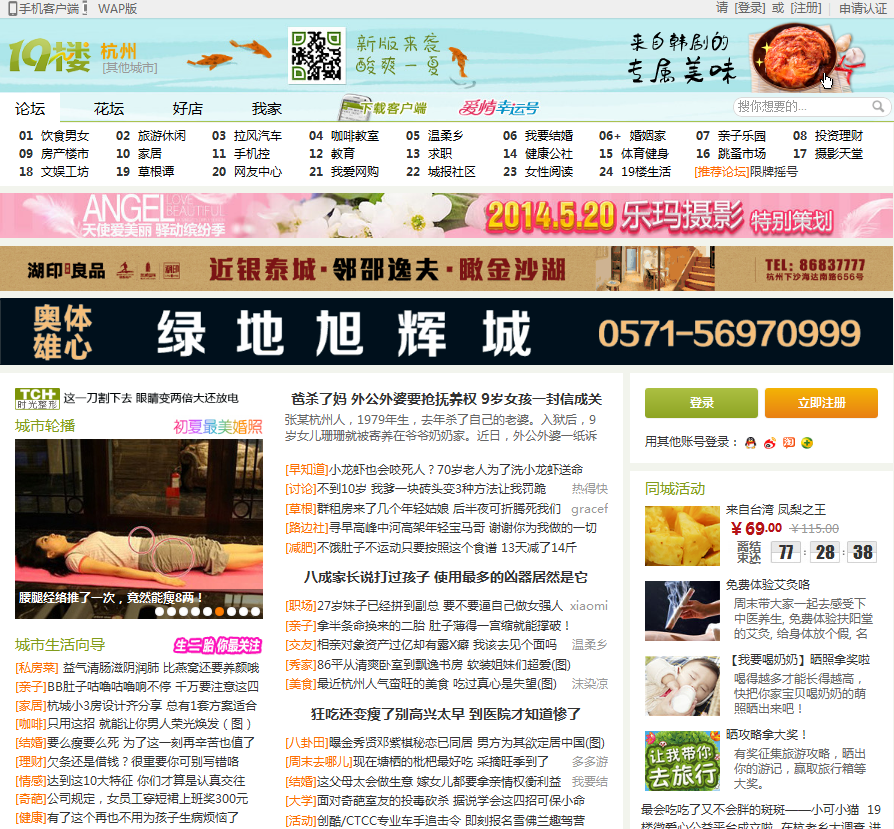 手机客户端 WAP版
请 [登录] 或 [注册] 申请认证
19楼 杭州
[其他城市]
新版来袭
酸爽一夏
来自韩剧的
专属美味
论坛 花坛 好店 我家 下载客户端 爱情幸运号 搜你想要的...
01 饮食男女 02 旅游休闲 03 拉风汽车 04 咖啡教室 05 温柔乡 06 我要结婚 06+ 婚姻家 07 亲子乐园 08 投资理财
09 房产楼市 10 家居 11 手机控 12 教育 13 求职 14 健康公社 15 体育健身 16 跳蚤市场 17 摄影天堂
18 文娱工坊 19 草根谭 20 网友中心 21 我爱网购 22 城报社区 23 女性阅读 24 19楼生活 [推荐论坛]限牌摇号
ANGEL LOVE BEAUTIFUL
天使爱美丽 驿动缤纷季
2014.5.20 乐玛摄影 特别策划
湖印良品 近银泰城·邻邵逸夫·瞰金沙湖 TEL: 86837777
杭州下沙海达南路656号
奥体
雄心
绿地旭辉城 0571-56970999
TCH
时光整形
这一刀割下去 眼睛变两倍大还放电
城市轮播 初夏最美婚照
腰腿经络推了一次，竟然能瘦8两！
城市生活向导 生二胎 你最关注
[私房菜] 益气清肠滋阴润肺 比燕窝还要养颜哦
[亲子]BB肚子咕噜咕噜响不停 千万要注意这四
[家居]杭城小3房设计齐分享 总有1套方案适合
[咖啡]只用这招 就能让你男人荣光焕发（图）
[结婚]要么瘦要么死 为了这一刻再辛苦也值了
[理财]欠条还是借钱？很重要你可别写错咯
[情感]达到这10大特征 你们才算是认真交往
[奇葩]公司规定，女员工穿短裙上班奖300元
[健康]有了这个再也不用为孩子生病烦恼了
爸杀了妈 外公外婆要抢抚养权 9岁女孩一封信成关
张某杭州人，1979年生，去年杀了自己的老婆。入狱后，9
岁女儿珊珊就被寄养在爷爷奶奶家。近日，外公外婆一纸诉
[早知道]小龙虾也会咬死人？70岁老人为了洗小龙虾送命
[讨论]不到10岁 我爹一块砖头变3种方法让我罚跪 热得快
[草根]群租房来了几个年轻姑娘 后半夜可折腾死我们 gracef
[路边社]寻早高峰中河高架年轻宝马哥 谢谢你为我做的一切
[减肥]不饿肚子不运动只要按照这个食谱 13天减了14斤
八成家长说打过孩子 使用最多的凶器居然是它
[职场]27岁妹子已经拼到副总 要不要逼自己做女强人 xiaomi
[亲子]拿半条命换来的二胎 肚子薄得一宫缩就能撑破！
[交友]相亲对象资产过亿却有露X癖 我该去见个面吗 温柔乡
[秀家]86平从清爽卧室到飘逸书房 软装姐妹们超爱(图)
[美食]最近杭州人气蛮旺的美食 吃过真心是失望(图) 沫染凉
狂吃还变瘦了别高兴太早 到医院才知道惨了
[八卦田]曝金秀贤邓紫棋秘恋已同居 男方为其欲定居中国(图)
[周末去哪儿]现在塘栖的枇杷最好吃 采摘旺季到了 多多游
[结婚]这父母太会做生意 嫁女儿都要拿亲情权衡利益 我要结
[大学]面对奇葩室友的投毒砍杀 据说学会这四招可保小命
[活动]创酷/CTCC专业车手追击令 即刻报名雪佛兰趣驾营
登录 立即注册
用其他账号登录：
同城活动
来自台湾 凤梨之王
¥69.00 ¥115.00
离结
束还
77 : 28 : 38
免费体验艾灸咯
周末带大家一起去感受下
中医养生, 免费体验扶阳堂
的艾灸, 给身体放个假, 名
【我要喝奶奶】晒照拿奖啦
喝得越多才能长得越高，
快把你家宝贝喝奶奶的萌
照晒出来吧！
让我带你
去旅行
晒攻略拿大奖！
有奖征集旅游攻略，晒出
你的游记，赢取旅行箱等
大奖。
最会吃吃了又不会胖的斑斑——小可小猫 19